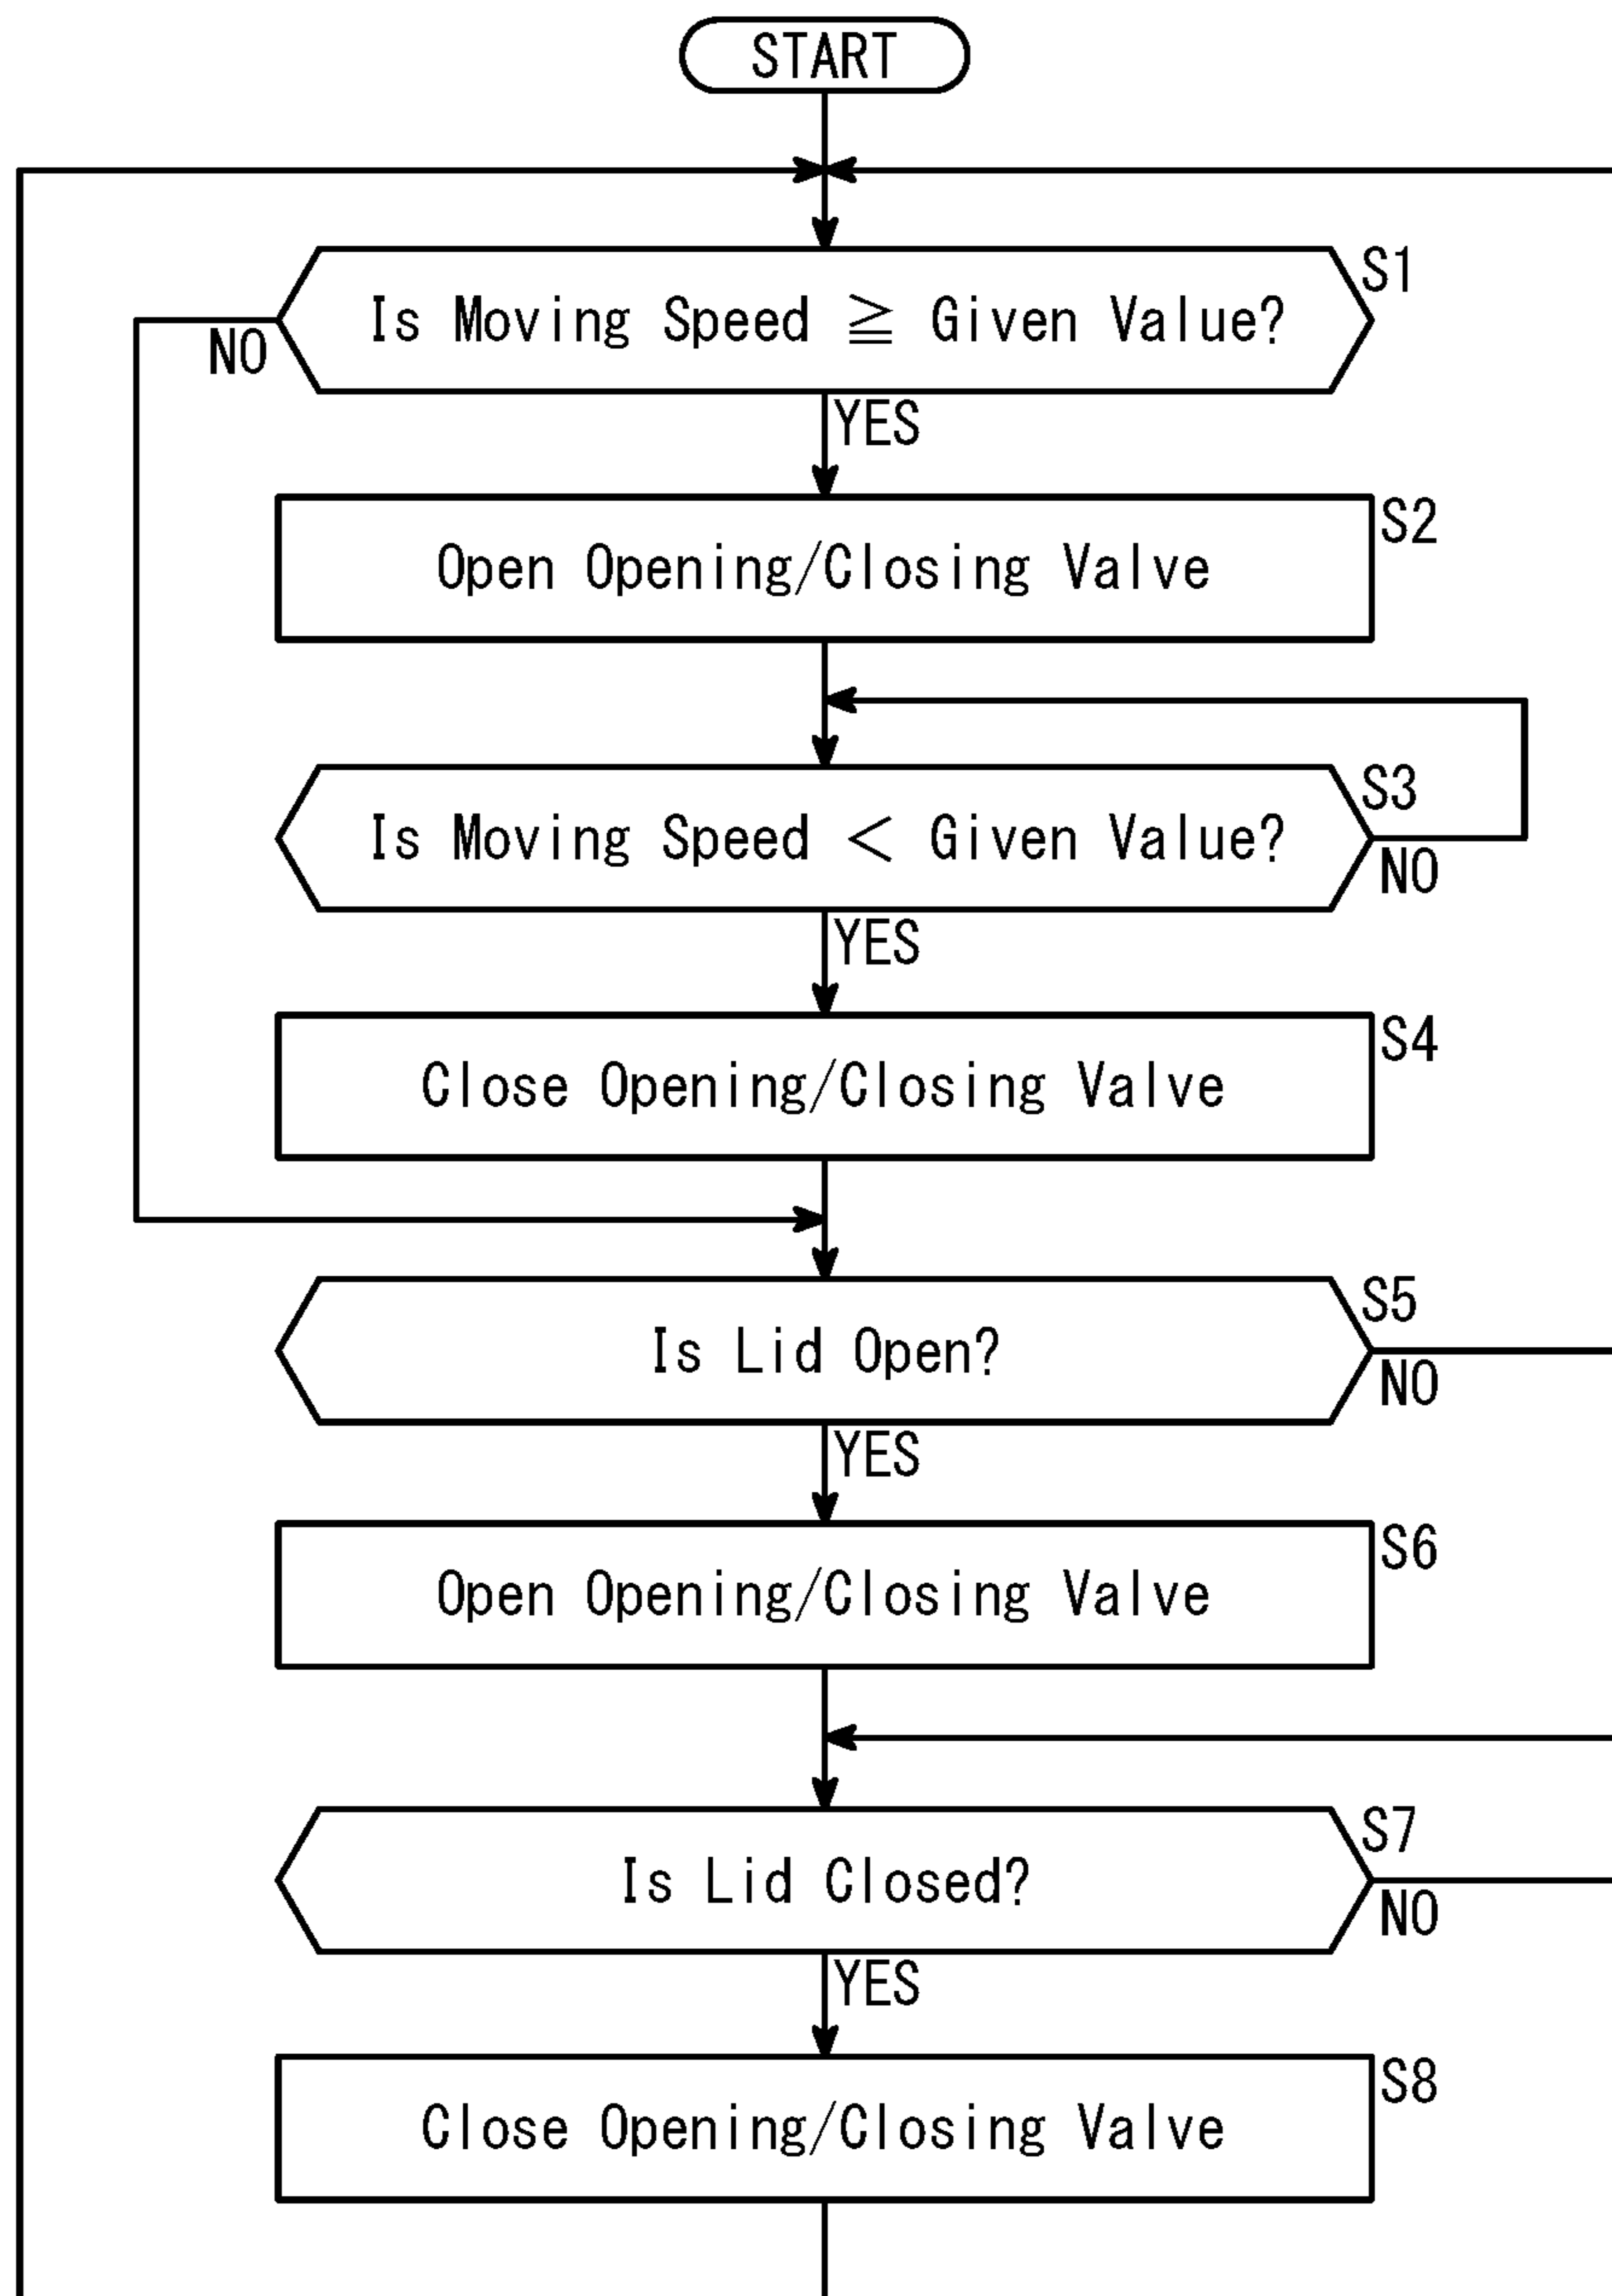 START
S1
Is Moving Speed ≧ Given Value?
NO
YES
S2
Open Opening/Closing Valve
S3
Is Moving Speed < Given Value?
NO
YES
S4
Close Opening/Closing Valve
S5
Is Lid Open?
NO
YES
S6
Open Opening/Closing Valve
S7
Is Lid Closed?
NO
YES
S8
Close Opening/Closing Valve